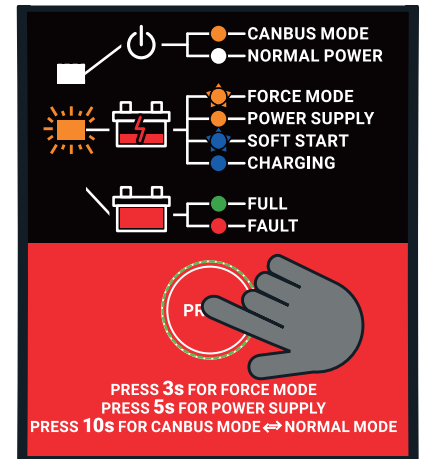 CANBUS MODE
NORMAL POWER
FORCE MODE
POWER SUPPLY
SOFT START
CHARGING
FULL
FAULT
PRESS 3s FOR FORCE MODE
PRESS 5s FOR POWER SUPPLY
PRESS 10s FOR CANBUS MODE ⇔ NORMAL MODE